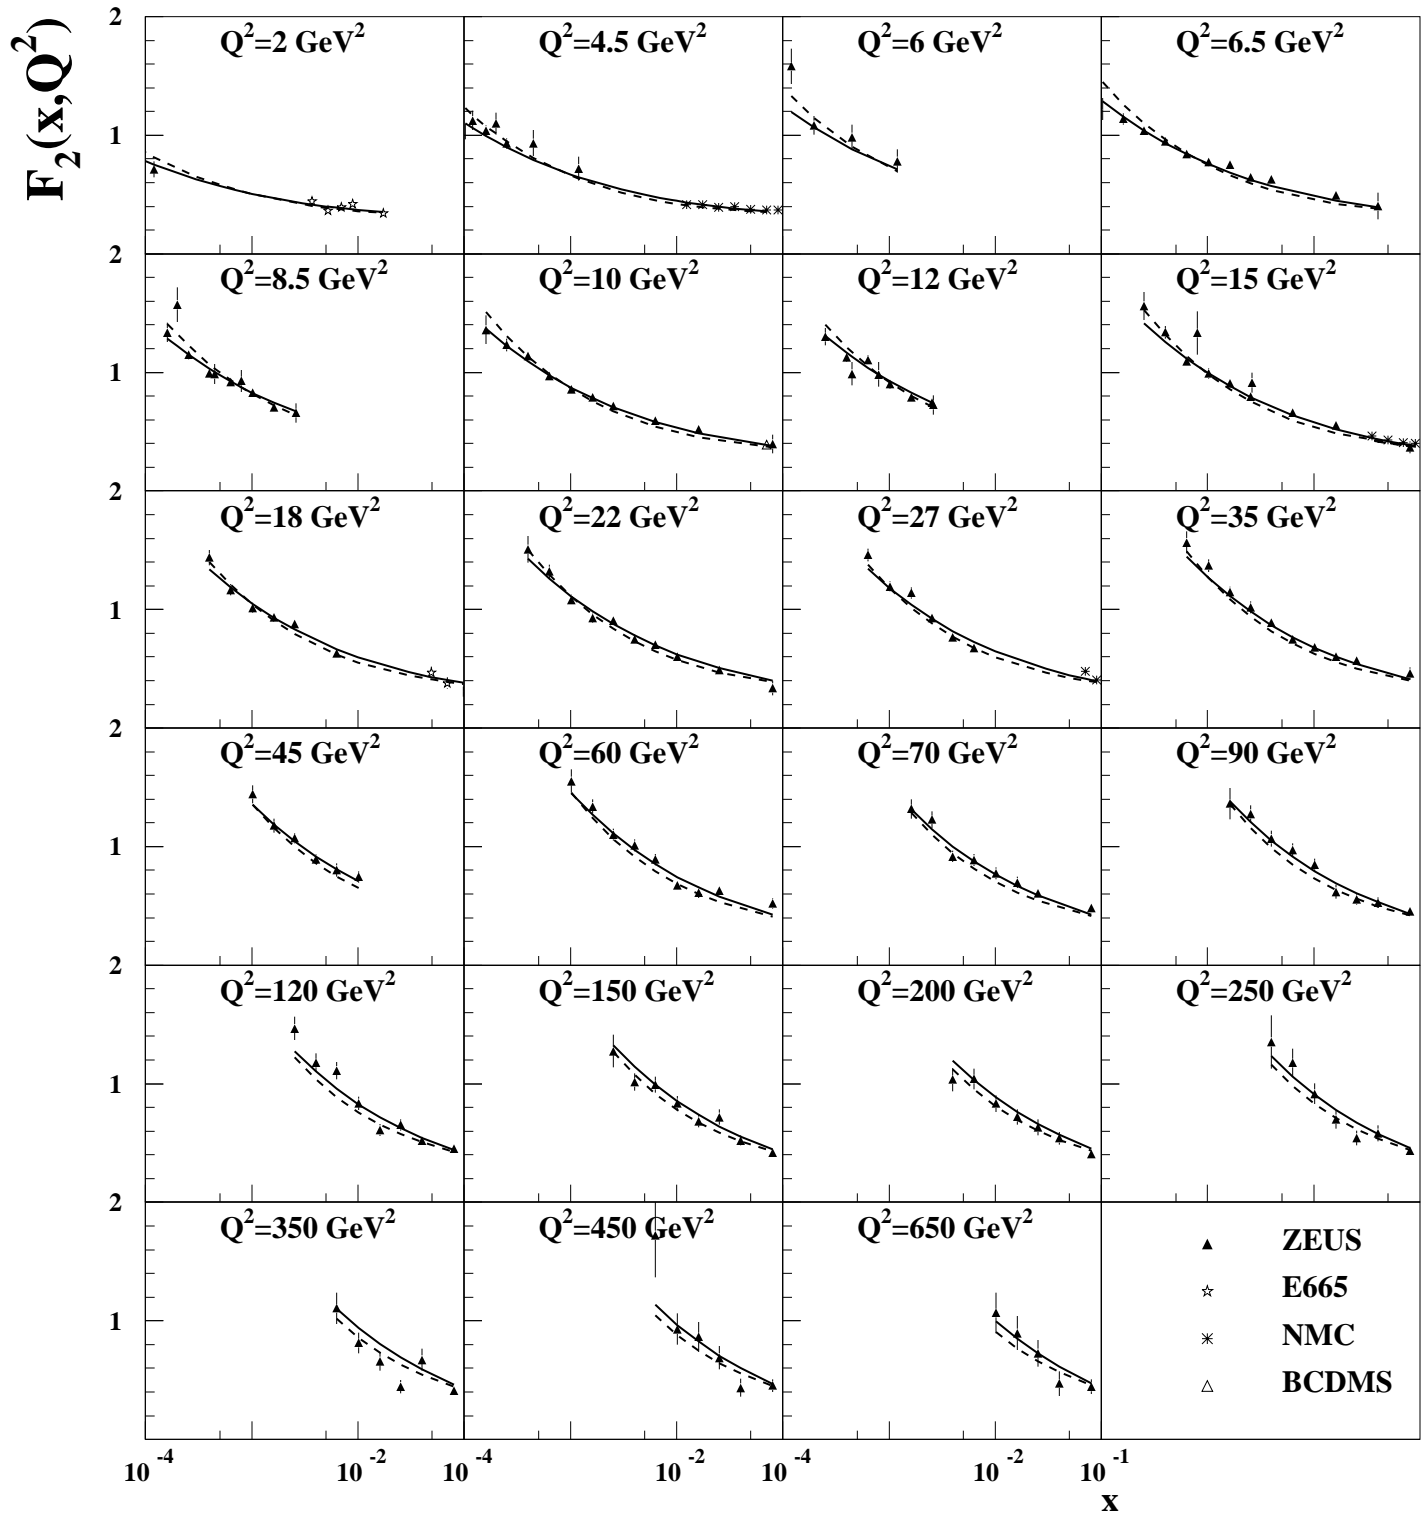 F2(x,Q²)
2
Q²=2 GeV² Q²=4.5 GeV² Q²=6 GeV² Q²=6.5 GeV²
1
2
Q²=8.5 GeV² Q²=10 GeV² Q²=12 GeV² Q²=15 GeV²
1
2
Q²=18 GeV² Q²=22 GeV² Q²=27 GeV² Q²=35 GeV²
1
2
Q²=45 GeV² Q²=60 GeV² Q²=70 GeV² Q²=90 GeV²
1
2
Q²=120 GeV² Q²=150 GeV² Q²=200 GeV² Q²=250 GeV²
1
2
Q²=350 GeV² Q²=450 GeV² Q²=650 GeV²
ZEUS
E665
1
NMC
BCDMS
10⁻⁴ 10⁻² 10⁻⁴ 10⁻² 10⁻⁴ 10⁻² 10⁻¹
x